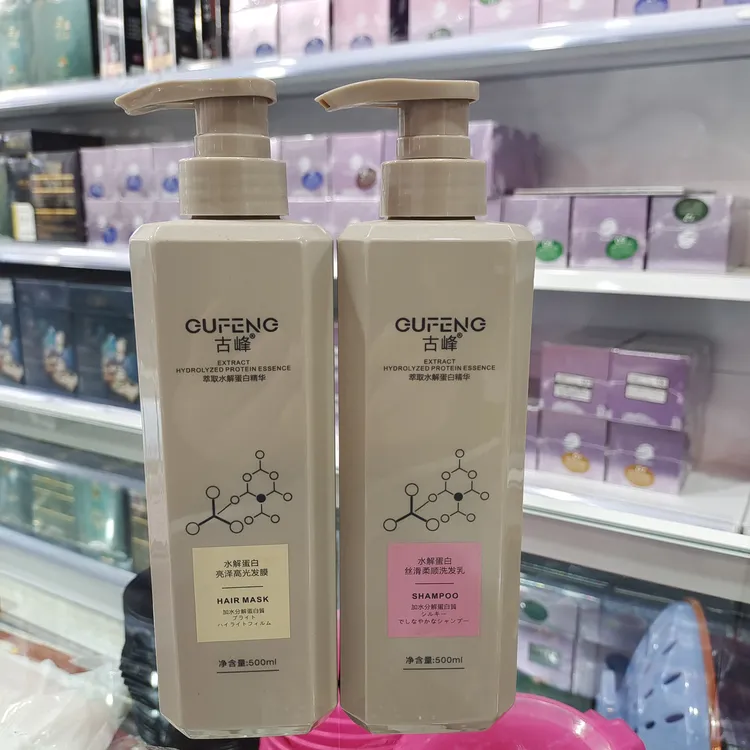 GUFENG
古峰®
EXTRACT
HYDROLYZED PROTEIN ESSENCE
萃取水解蛋白精华
水解蛋白
亮泽高光发膜
HAIR MASK
加水分解蛋白質
ブライト
ハイライトフィルム
净含量:500ml
GUFENG
古峰®
EXTRACT
HYDROLYZED PROTEIN ESSENCE
萃取水解蛋白精华
水解蛋白
丝滑柔顺洗发乳
SHAMPOO
加水分解蛋白質
シルキー
でしなやかなシャンプー
净含量:500ml